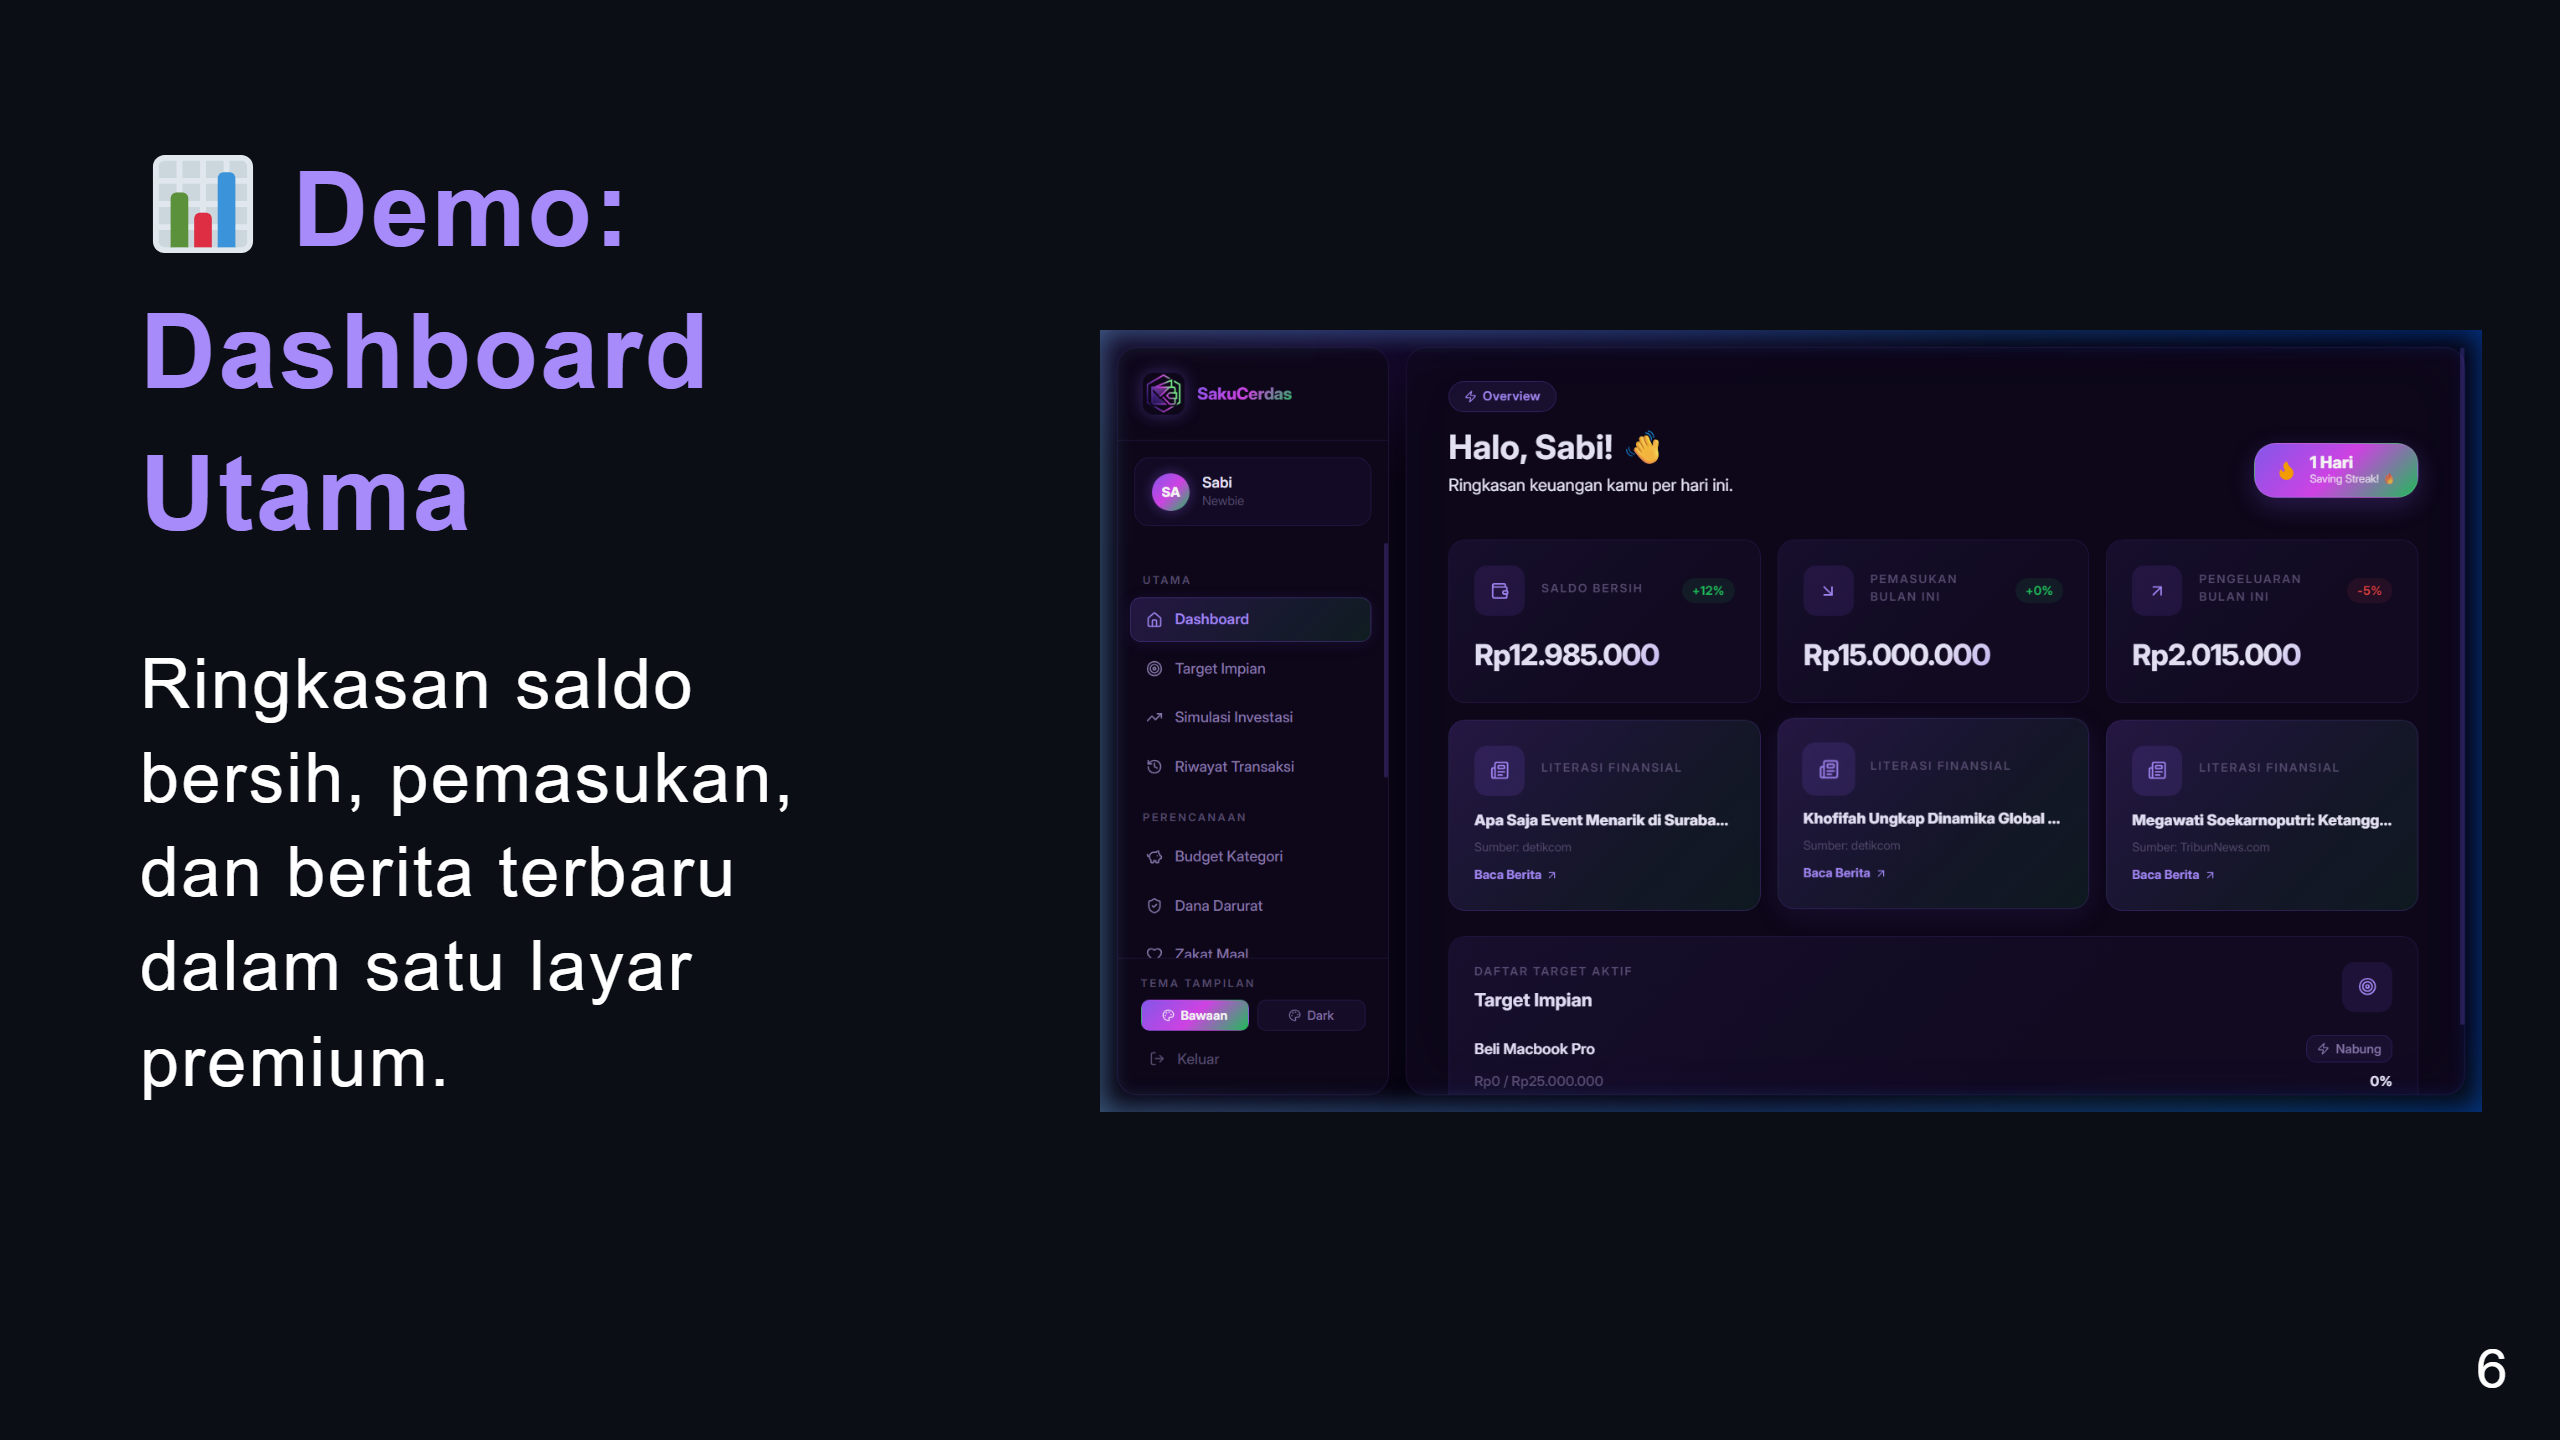 Demo:
Dashboard
Utama
Ringkasan saldo
bersih, pemasukan,
dan berita terbaru
dalam satu layar
premium.
SakuCerdas
SA
Sabi
Newbie
UTAMA
Dashboard
Target Impian
Simulasi Investasi
Riwayat Transaksi
PERENCANAAN
Budget Kategori
Dana Darurat
Zakat Maal
TEMA TAMPILAN
Bawaan
Dark
Keluar
Overview
Halo, Sabi!
Ringkasan keuangan kamu per hari ini.
1 Hari
Saving Streak!
SALDO BERSIH
+12%
Rp12.985.000
PEMASUKAN
BULAN INI
+0%
Rp15.000.000
PENGELUARAN
BULAN INI
-5%
Rp2.015.000
LITERASI FINANSIAL
Apa Saja Event Menarik di Suraba...
Sumber: detikcom
Baca Berita
LITERASI FINANSIAL
Khofifah Ungkap Dinamika Global ...
Sumber: detikcom
Baca Berita
LITERASI FINANSIAL
Megawati Soekarnoputri: Ketangg...
Sumber: TribunNews.com
Baca Berita
DAFTAR TARGET AKTIF
Target Impian
Beli Macbook Pro
Nabung
Rp0 / Rp25.000.000
0%
6